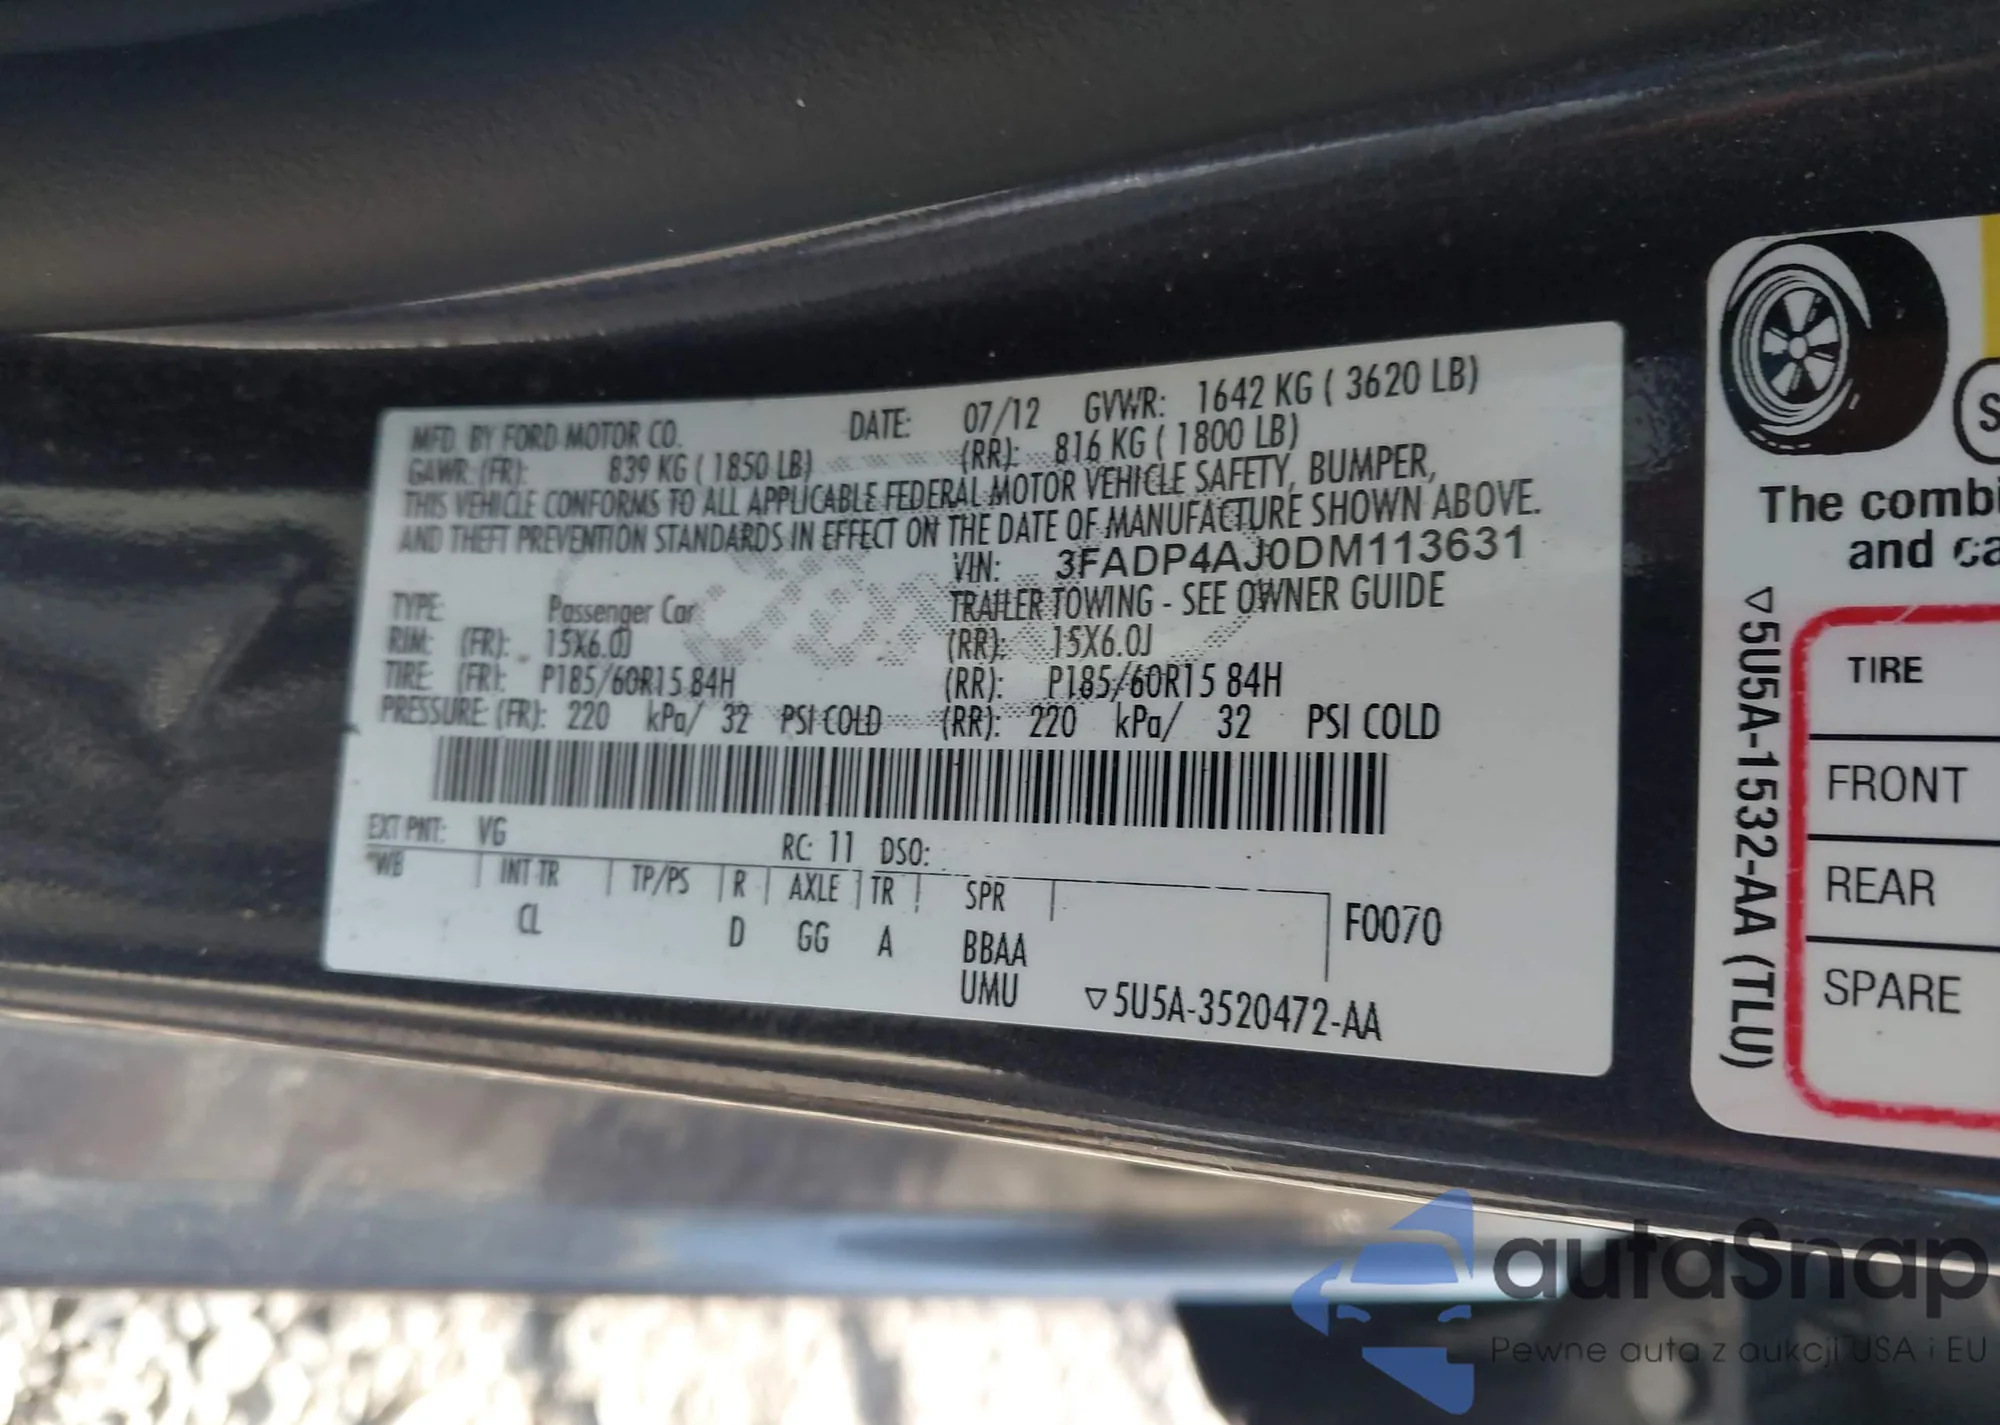 MFD. BY FORD MOTOR CO. DATE: 07/12 GVWR: 1642 KG ( 3620 LB)
GAWR: (FR): 839 KG ( 1850 LB) (RR): 816 KG ( 1800 LB)
THIS VEHICLE CONFORMS TO ALL APPLICABLE FEDERAL MOTOR VEHICLE SAFETY, BUMPER,
AND THEFT PREVENTION STANDARDS IN EFFECT ON THE DATE OF MANUFACTURE SHOWN ABOVE.
VIN: 3FADP4AJ0DM113631
TYPE: Passenger Car TRAILER TOWING - SEE OWNER GUIDE
RIM: (FR): 15X6.0J (RR): 15X6.0J
TIRE: (FR): P185/60R15 84H (RR): P185/60R15 84H
PRESSURE: (FR): 220 kPa/ 32 PSI COLD (RR): 220 kPa/ 32 PSI COLD
EXT PNT: VG RC: 11 DSO:
WB INT TR TP/PS R AXLE TR SPR
CL D GG A BBAA F0070
UMU ▽5U5A-3520472-AA
S
The combi
and ca
▽5U5A-1532-AA (TLU)
TIRE
FRONT
REAR
SPARE
autaSnap
Pewne auta z aukcji USA i EU